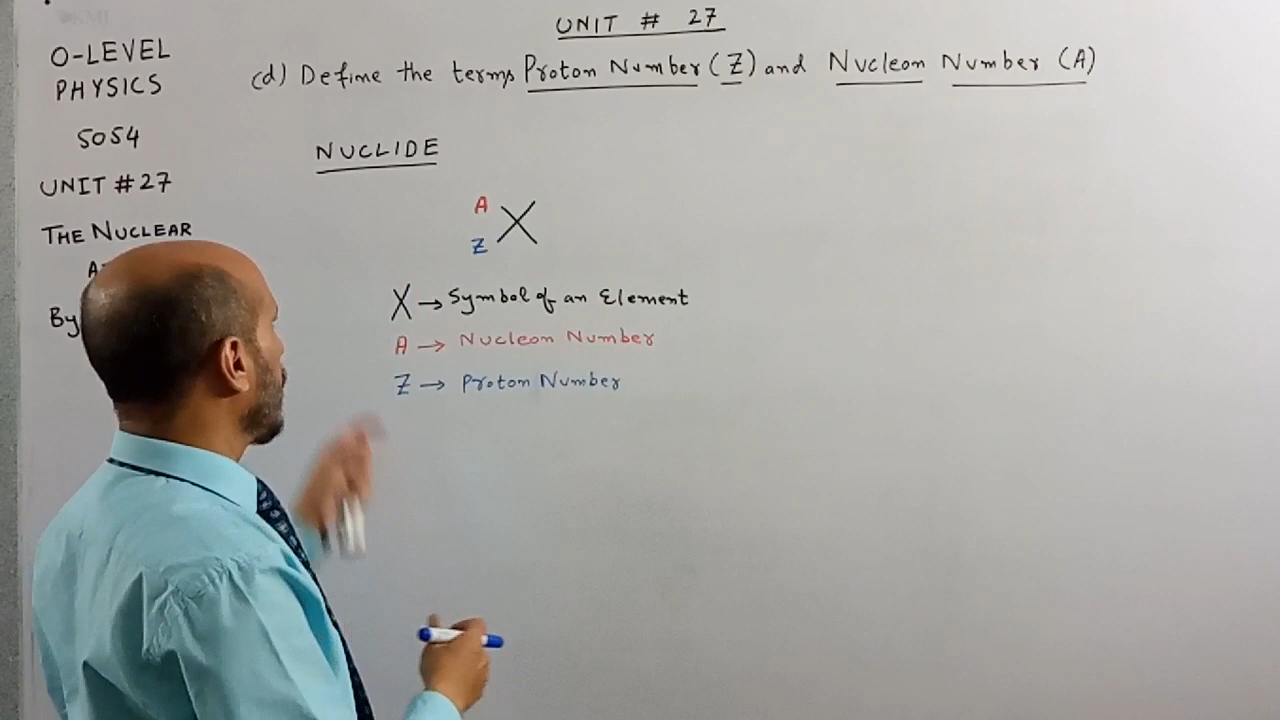 UNIT # 27
O-LEVEL
PHYSICS
5054
UNIT #27
THE NUCLEAR
By
(d) Define the terms Proton Number (Z) and Nucleon Number (A)
NUCLIDE
A
Z X
X → Symbol of an Element
A → Nucleon Number
Z → Proton Number